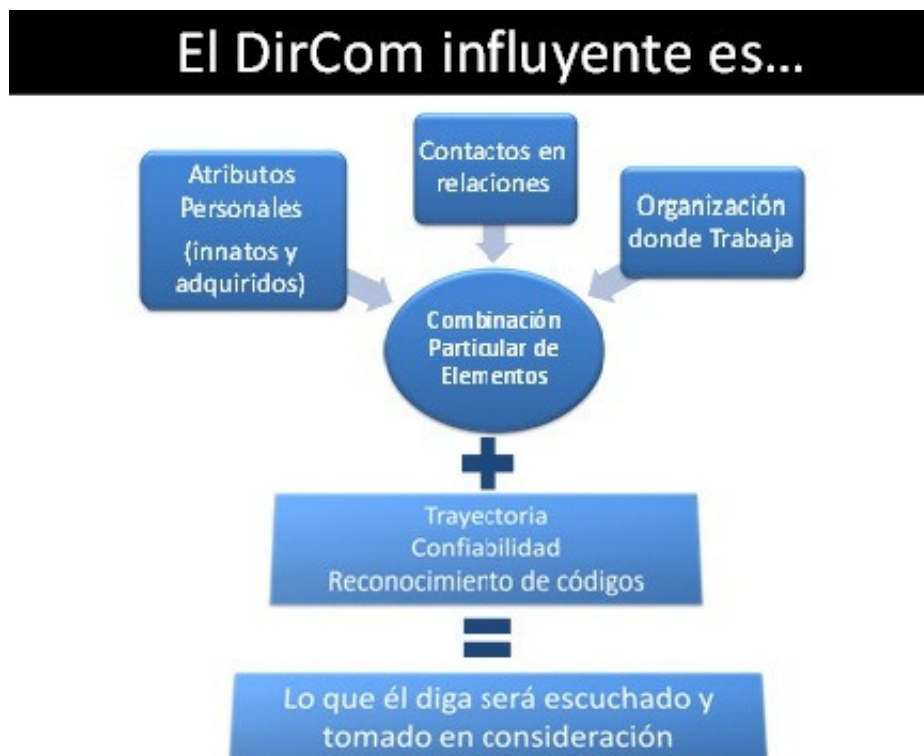 El DirCom influyente es...
Contactos en
relaciones
Atributos
Personales
(innatos y
adquiridos)
Organización
donde Trabaja
Combinación
Particular de
Elementos
+
Trayectoria
Confiabilidad
Reconocimiento de códigos
=
Lo que él diga será escuchado y
tomado en consideración